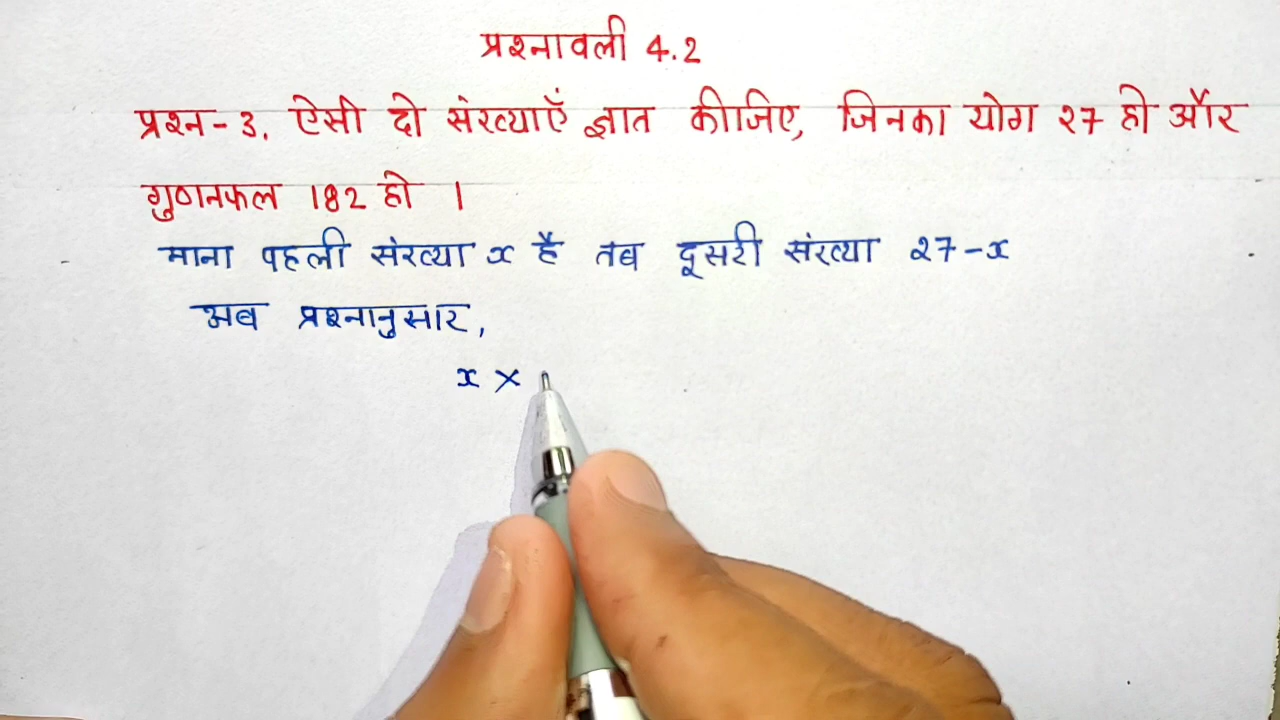 प्रश्नावली 4.2
प्रश्न-3. ऐसी दो संख्याएँ ज्ञात कीजिए, जिनका योग 27 हो और
गुणनफल 182 हो ।
माना पहली संख्या x है तब दूसरी संख्या 27-x
अब प्रश्नानुसार,
x ×